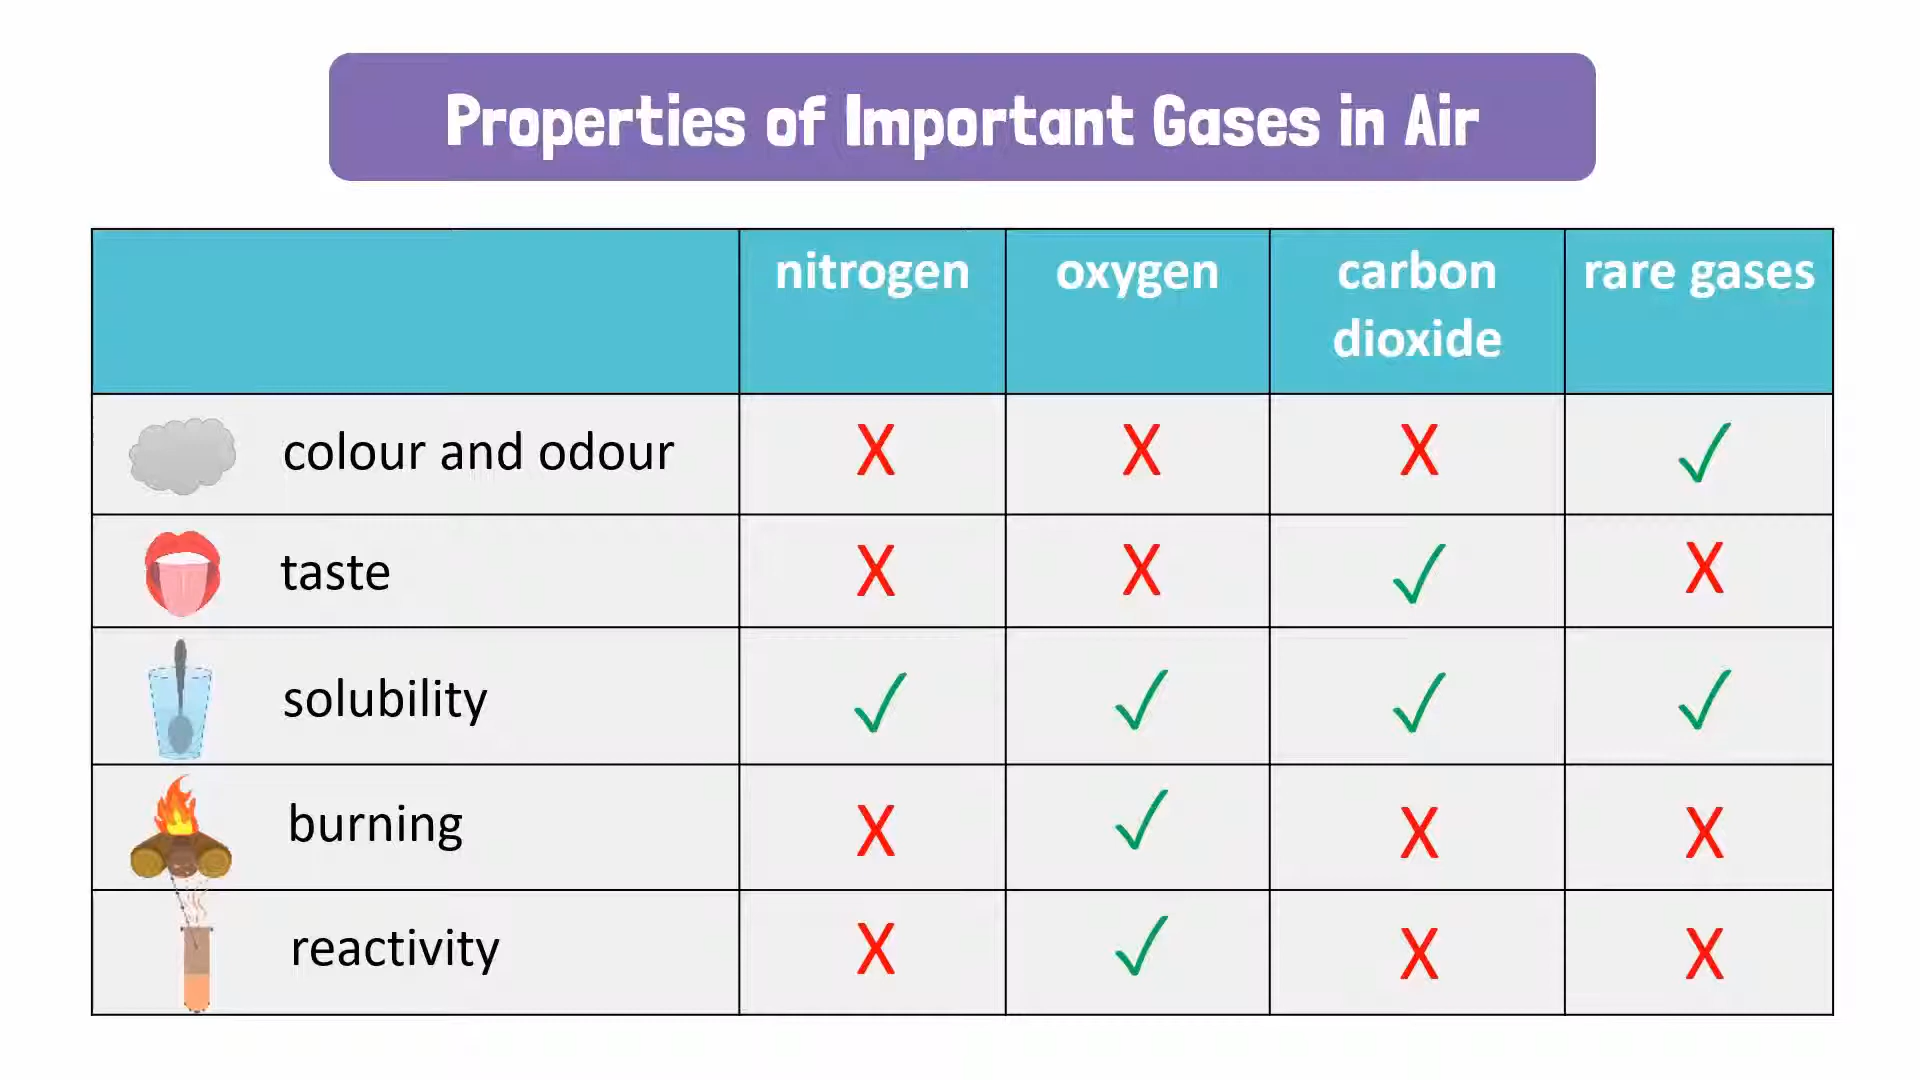 Properties of Important Gases in Air
nitrogen oxygen carbon dioxide rare gases
colour and odour X X X ✓
taste X X ✓ X
solubility ✓ ✓ ✓ ✓
burning X ✓ X X
reactivity X ✓ X X